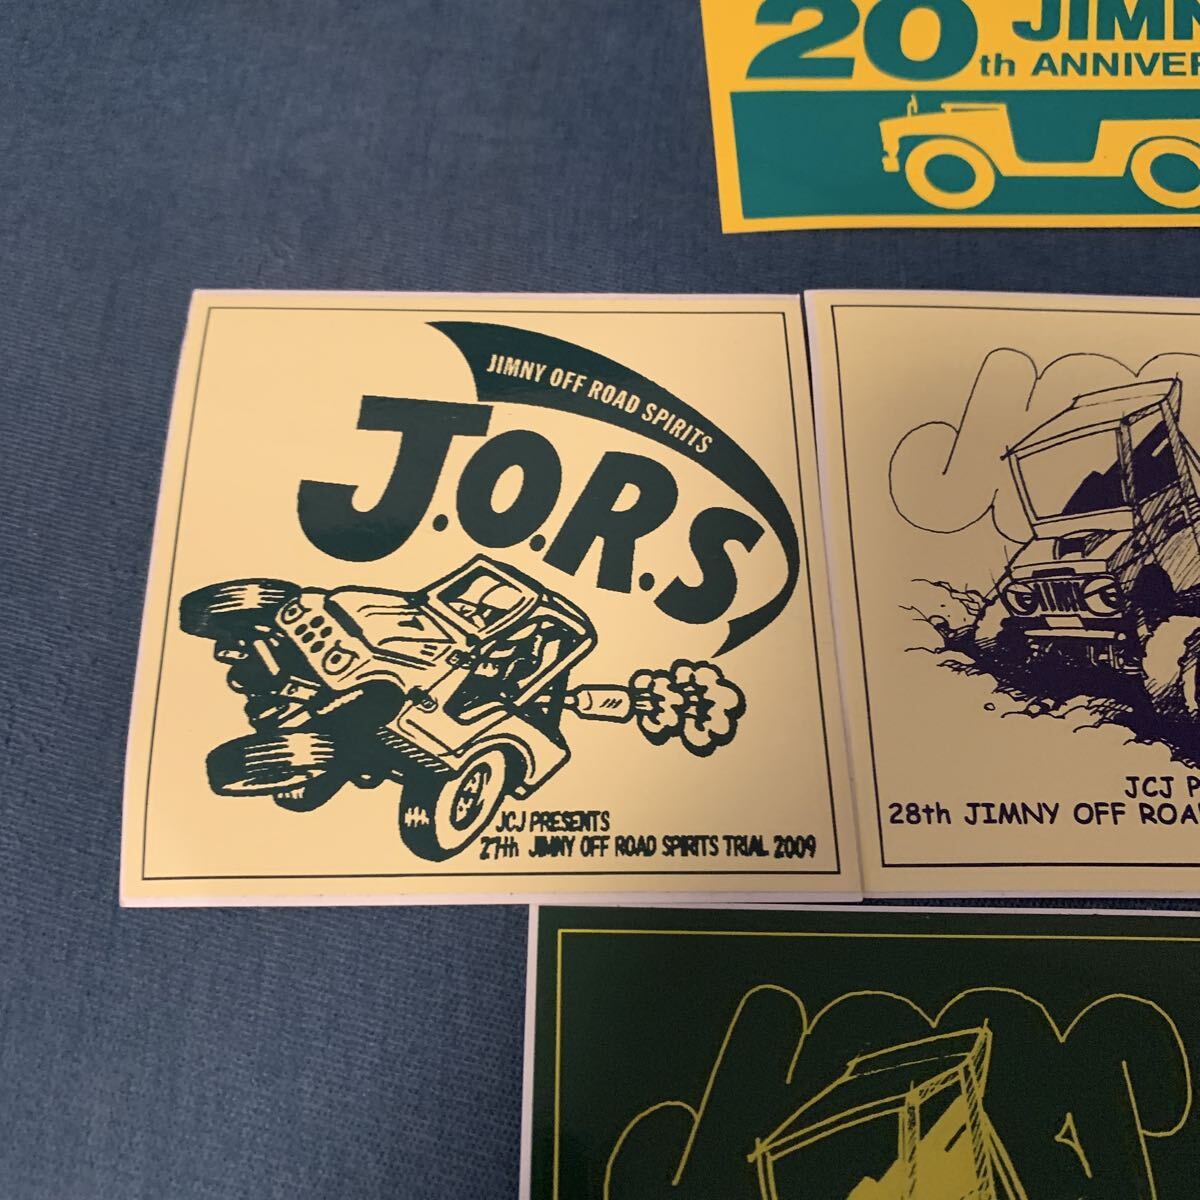 20
th ANNIVER
JIMN
JIMNY OFF ROAD SPIRITS
J.O.R.S
JCJ PRESENTS
27th JIMNY OFF ROAD SPIRITS TRIAL 2009
JCJ P
28th JIMNY OFF ROA